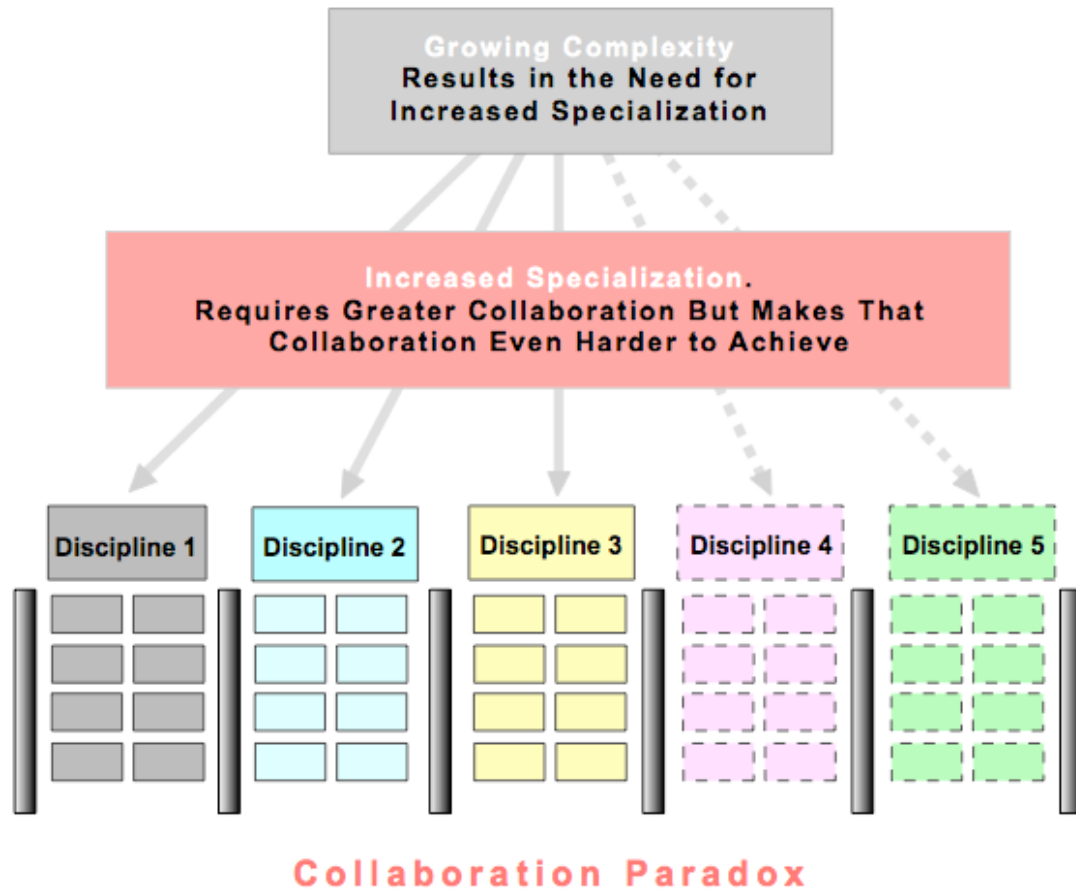 Growing Complexity
Results in the Need for
Increased Specialization
Increased Specialization.
Requires Greater Collaboration But Makes That
Collaboration Even Harder to Achieve
Discipline 1
Discipline 2
Discipline 3
Discipline 4
Discipline 5
Collaboration Paradox